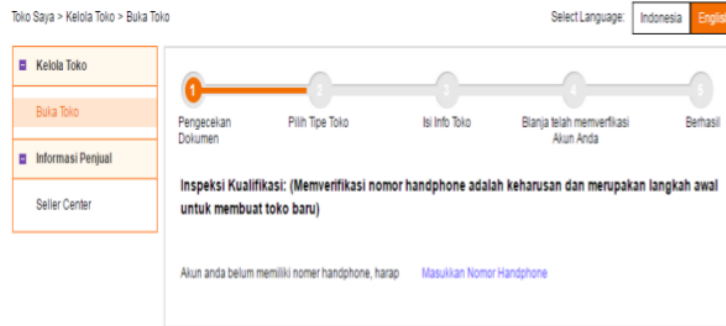 Toko Saya > Kelola Toko > Buka Toko
Select Language: Indonesia English
Kelola Toko
Buka Toko
Informasi Penjual
Seller Center
1 2 3 4 5
Pengecekan Dokumen
Pilih Tipe Toko
Isi Info Toko
Blanja telah memverfikasi Akun Anda
Berhasil
Inspeksi Kualifikasi: (Memverifikasi nomor handphone adalah keharusan dan merupakan langkah awal
untuk membuat toko baru)
Akun anda belum memiliki nomer handphone, harap Masukkan Nomor Handphone